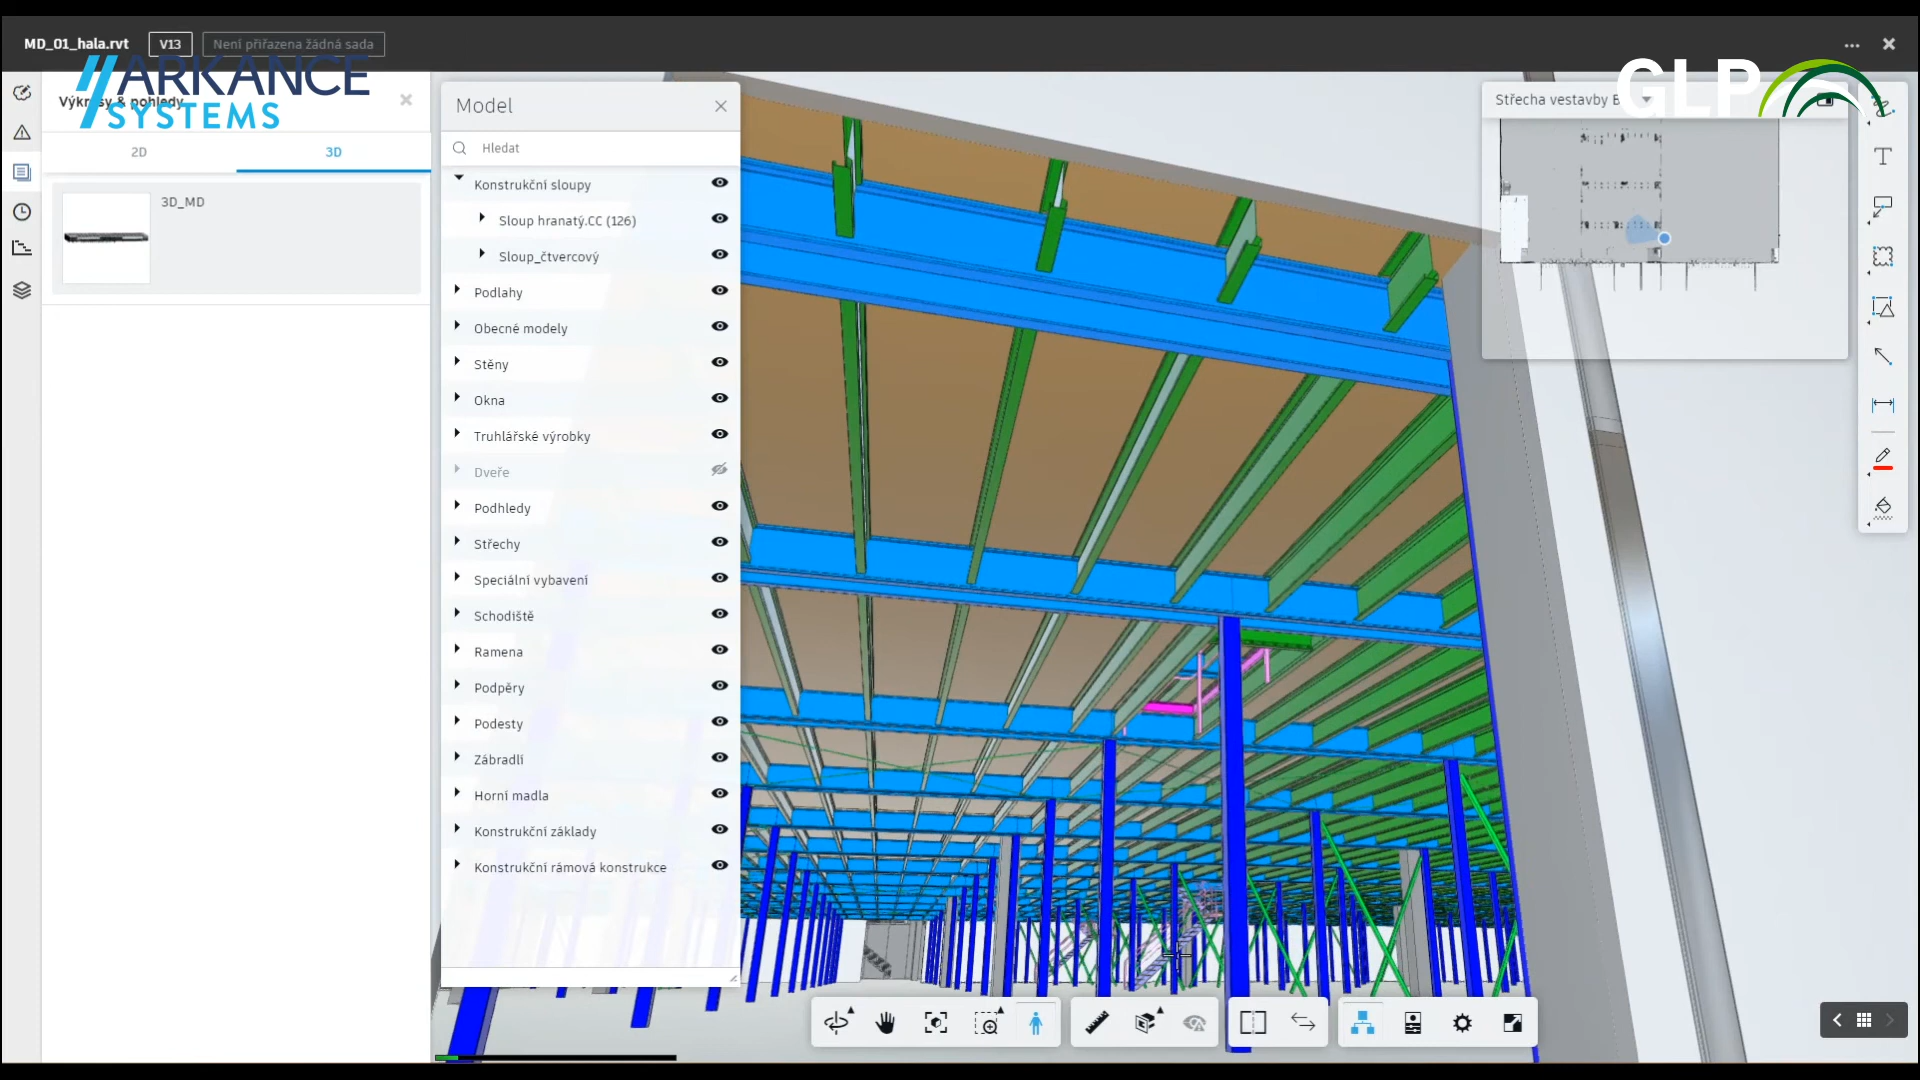 MD_01_hala.rvt
V13
Není přiřazena žádná sada
ARKANCE
SYSTEMS
Výkresy & pohledy
2D
3D
3D_MD
Model
Hledat
Konstrukční sloupy
Sloup hranatý.CC (126)
Sloup_čtvercový
Podlahy
Obecné modely
Stěny
Okna
Truhlářské výrobky
Dveře
Podhledy
Střechy
Speciální vybavení
Schodiště
Ramena
Podpěry
Podesty
Zábradlí
Horní madla
Konstrukční základy
Konstrukční rámová konstrukce
Střecha vestavby
GLP
T